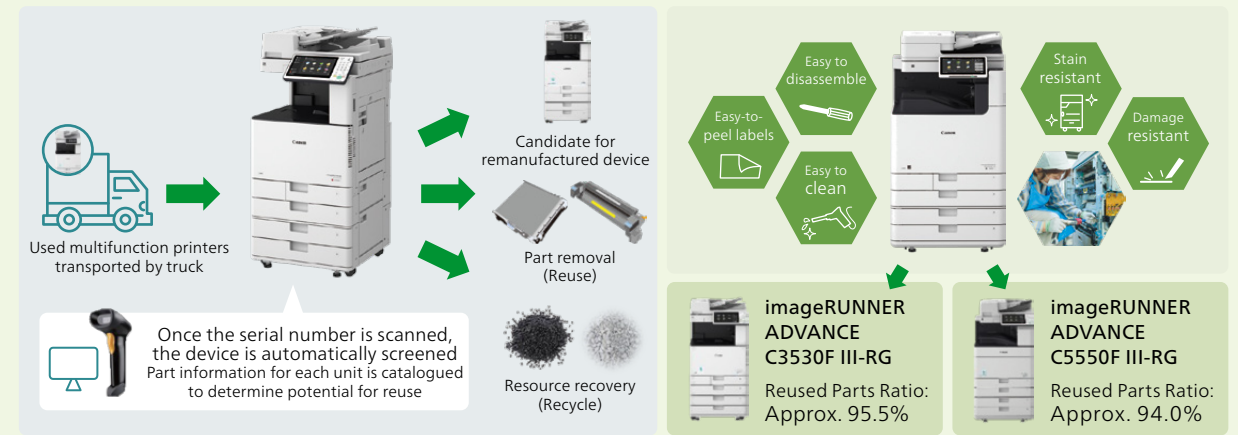 Used multifunction printers
transported by truck
Once the serial number is scanned,
the device is automatically screened
Part information for each unit is catalogued
to determine potential for reuse
Canon
Candidate for
remanufactured device
Part removal
(Reuse)
Resource recovery
(Recycle)
Easy to
disassemble
Easy-to-
peel labels
Easy to
clean
Canon
Stain
resistant
Damage
resistant
imageRUNNER
ADVANCE
C3530F III-RG
Reused Parts Ratio:
Approx. 95.5%
imageRUNNER
ADVANCE
C5550F III-RG
Reused Parts Ratio:
Approx. 94.0%